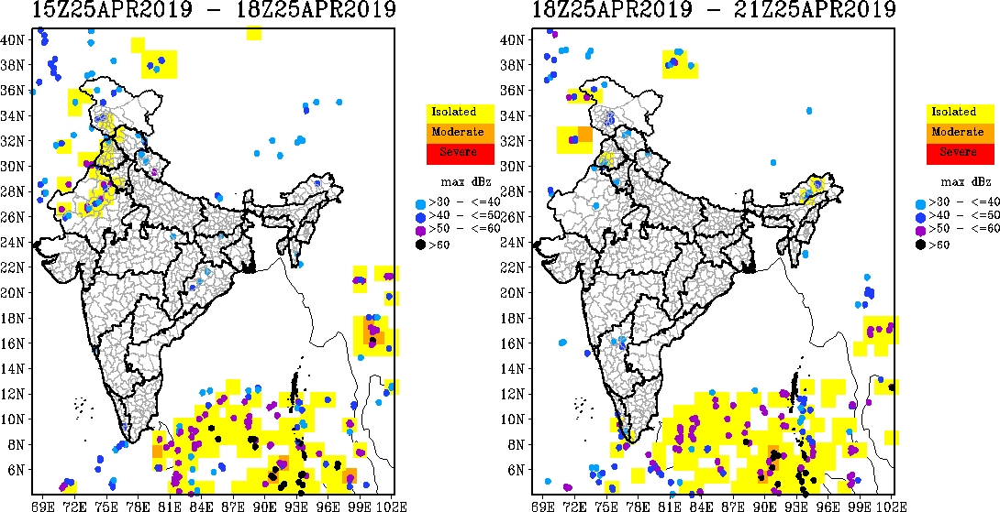 15Z25APR2019 - 18Z25APR2019
40N
38N
36N
34N
32N
30N
28N
26N
24N
22N
20N
18N
16N
14N
12N
10N
8N
6N
69E 72E 75E 78E 81E 84E 87E 90E 93E 96E 99E 102E
Isolated
Moderate
Severe
max dBz
>30 - <=40
>40 - <=50
>50 - <=60
>60
18Z25APR2019 - 21Z25APR2019
40N
38N
36N
34N
32N
30N
28N
26N
24N
22N
20N
18N
16N
14N
12N
10N
8N
6N
69E 72E 75E 78E 81E 84E 87E 90E 93E 96E 99E 102E
Isolated
Moderate
Severe
max dBz
>30 - <=40
>40 - <=50
>50 - <=60
>60